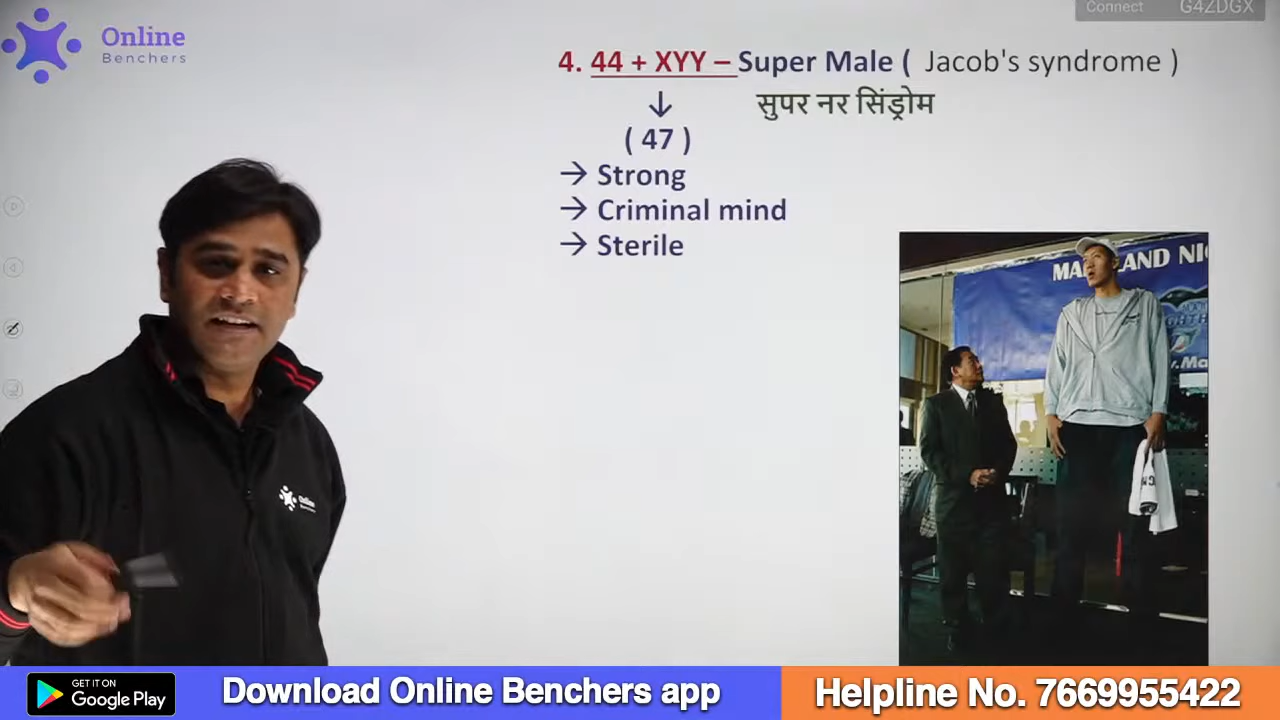 Connect G4ZDGX
Online
Benchers
4. 44 + XYY – Super Male ( Jacob's syndrome )
↓ सुपर नर सिंड्रोम
( 47 )
→ Strong
→ Criminal mind
→ Sterile
Online
GET IT ON
Google Play
Download Online Benchers app
Helpline No. 7669955422